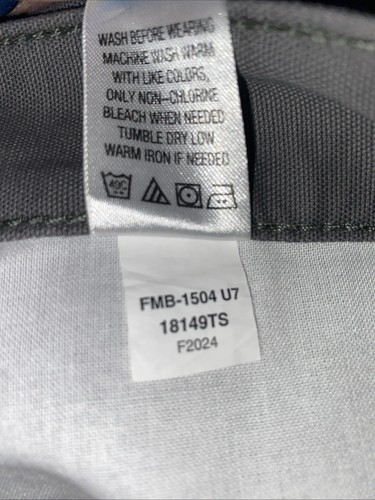 WASH BEFORE WEARING
MACHINE WASH WARM
WITH LIKE COLORS,
ONLY NON-CHLORINE
BLEACH WHEN NEEDED
TUMBLE DRY LOW
WARM IRON IF NEEDED
40C
FMB-1504 U7
18149TS
F2024